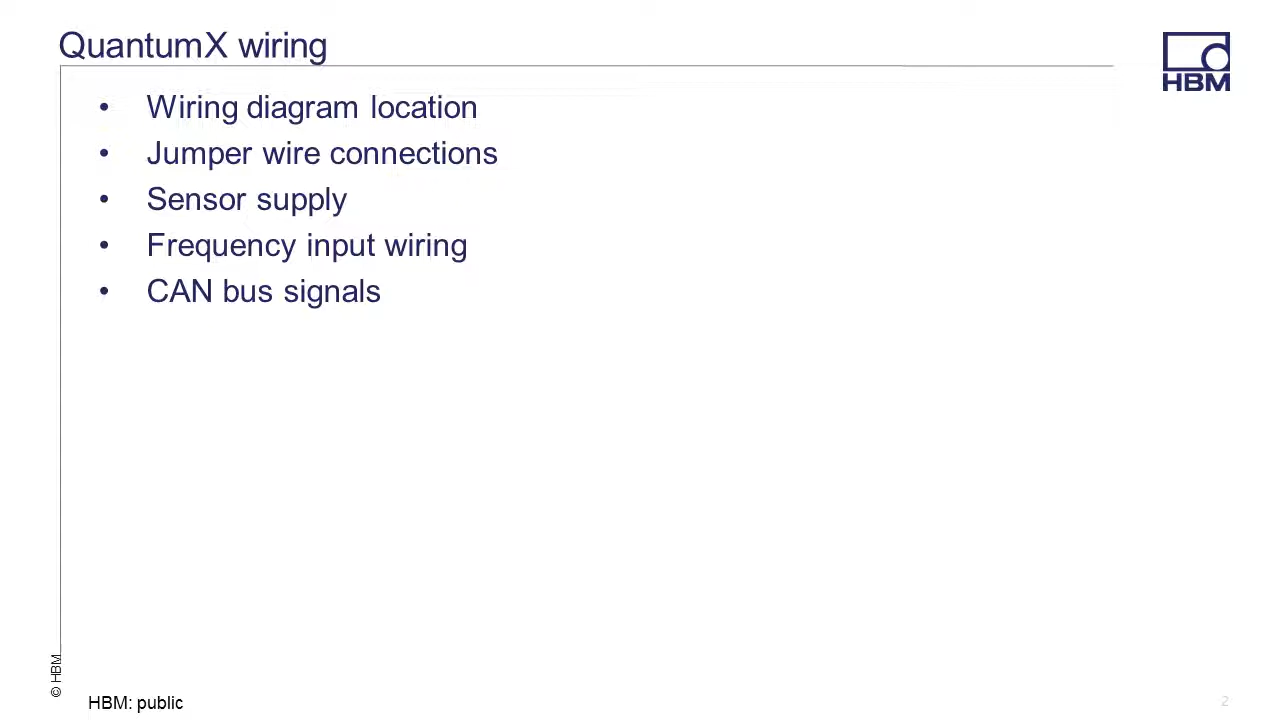 QuantumX wiring
HBM
• Wiring diagram location
• Jumper wire connections
• Sensor supply
• Frequency input wiring
• CAN bus signals
© HBM
HBM: public
2